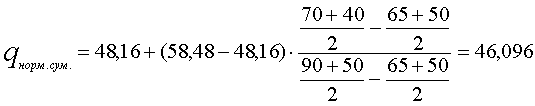 q норм.сум. = 48,16 + (58,48 − 48,16) · ((70 + 40)/2 − (65 + 50)/2) / ((90 + 50)/2 − (65 + 50)/2) = 46,096